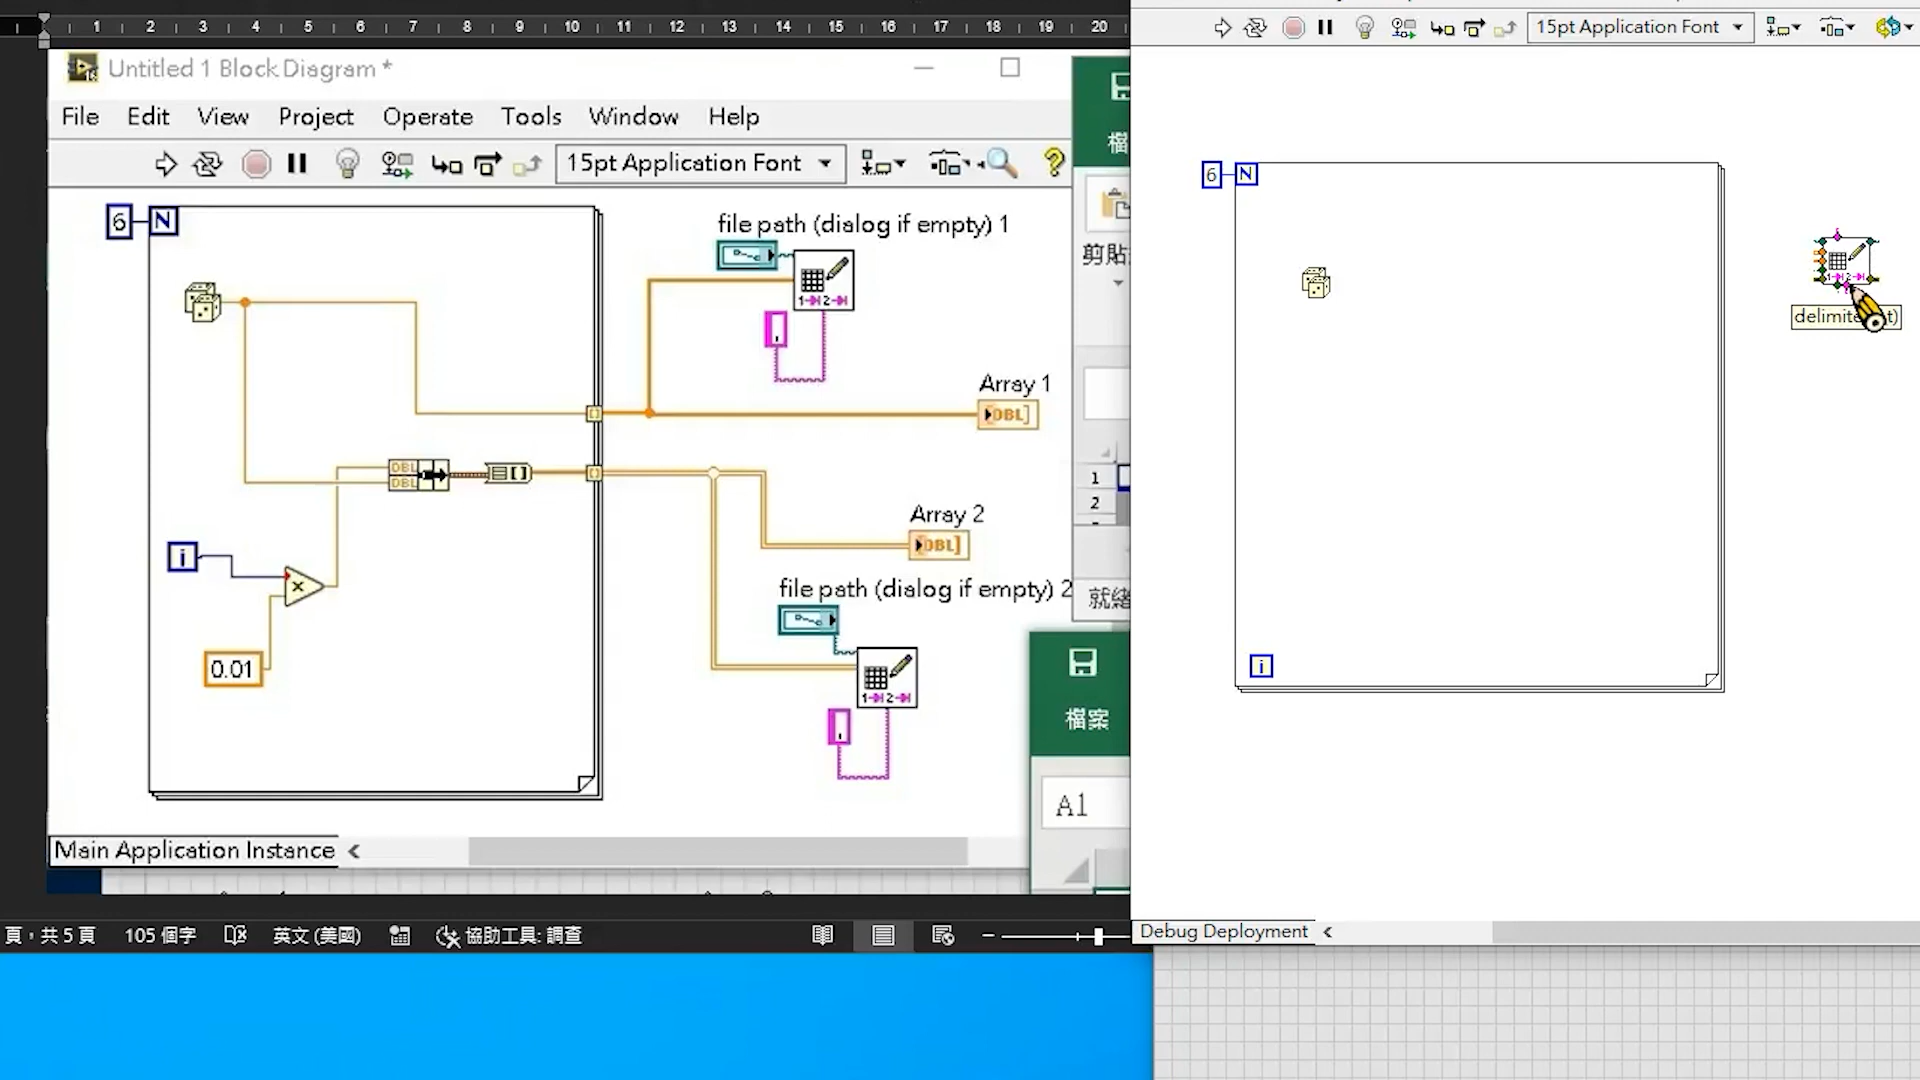 1 2 3 4 5 6 7 8 9 10 11 12 13 14 15 16 17 18 19 20
Untitled 1 Block Diagram *
File Edit View Project Operate Tools Window Help
15pt Application Font
6 N
file path (dialog if empty) 1
Array 1
DBL]
DBL
DBL
Array 2
DBL]
i
file path (dialog if empty) 2
0.01
Main Application Instance
檔
剪貼
1
2
就緒
檔案
A1
頁，共 5 頁 105 個字 英文 (美國) 協助工具: 調查
15pt Application Font
6 N
i
Debug Deployment